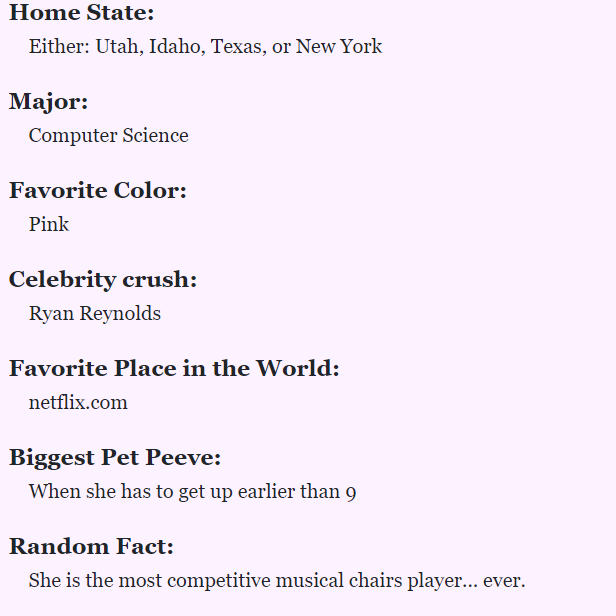 Home State:
Either: Utah, Idaho, Texas, or New York
Major:
Computer Science
Favorite Color:
Pink
Celebrity crush:
Ryan Reynolds
Favorite Place in the World:
netflix.com
Biggest Pet Peeve:
When she has to get up earlier than 9
Random Fact:
She is the most competitive musical chairs player... ever.